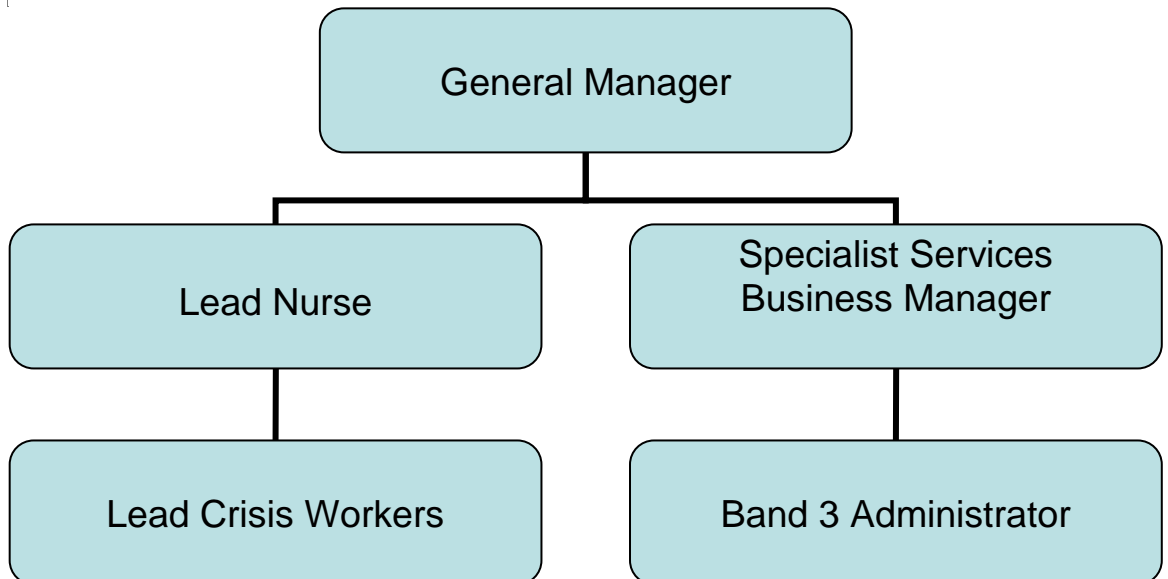 General Manager
Lead Nurse
Specialist Services
Business Manager
Lead Crisis Workers
Band 3 Administrator